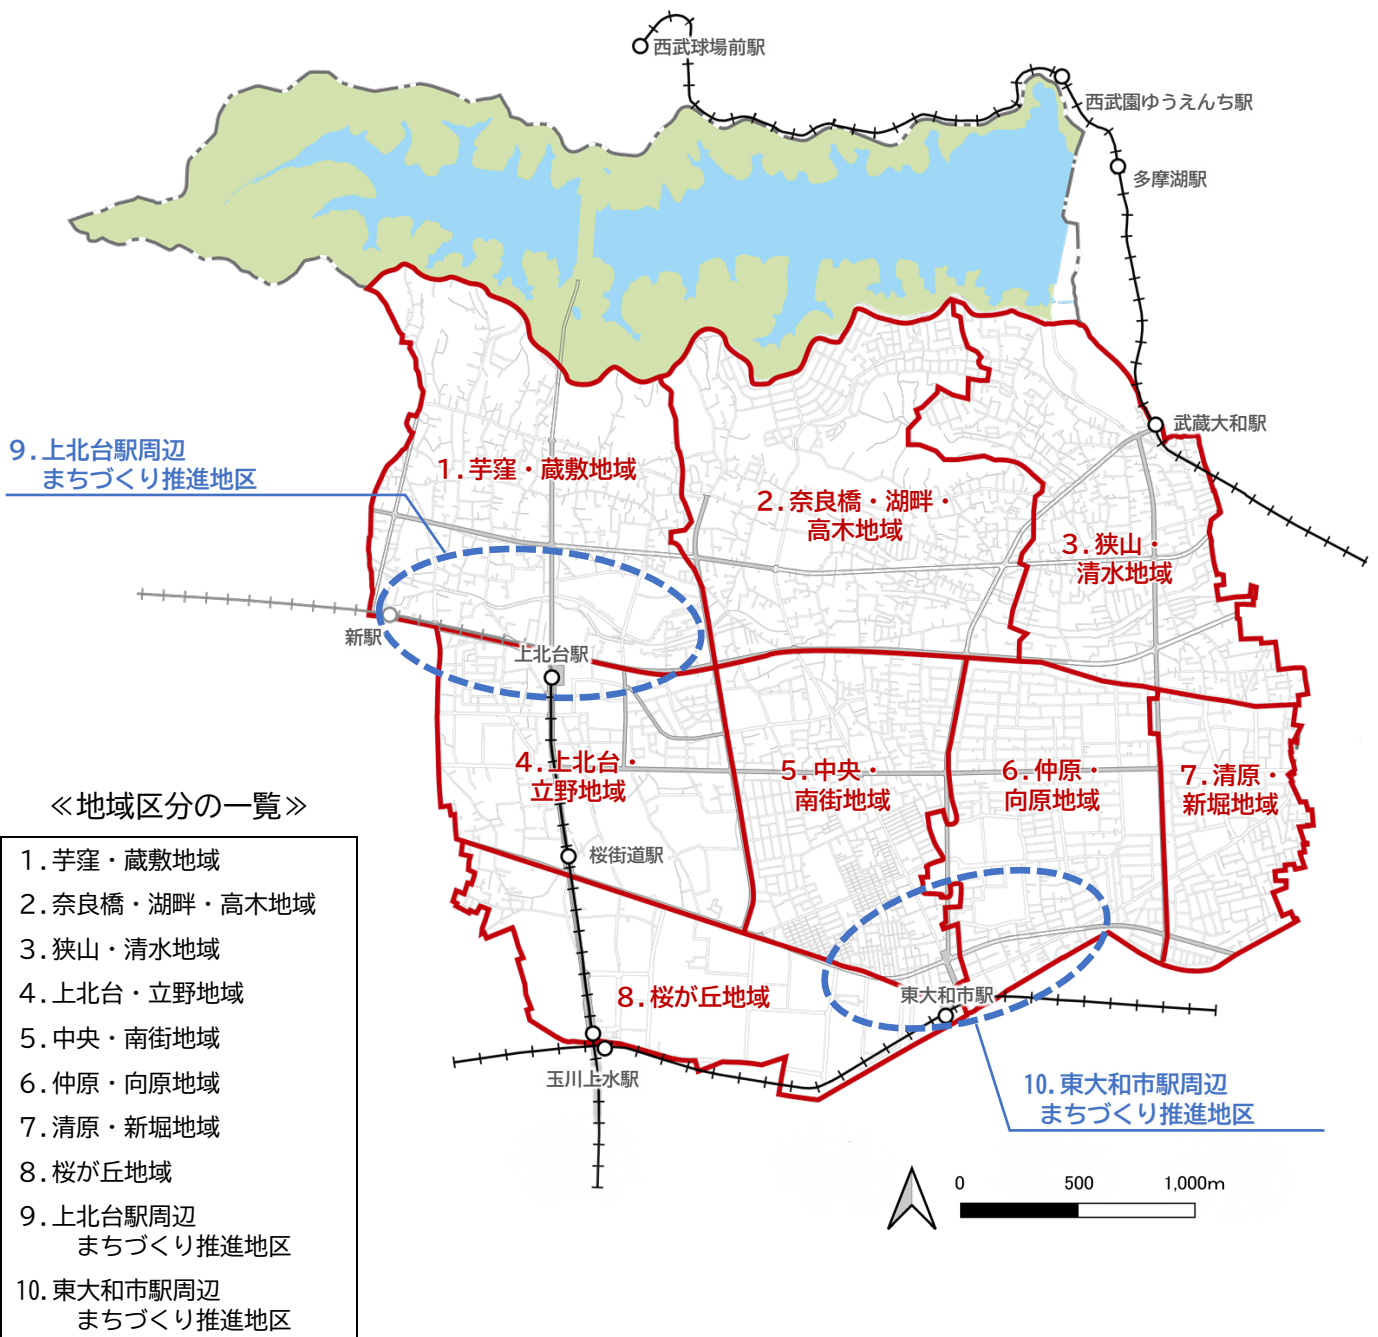 西武球場前駅
西武園ゆうえんち駅
多摩湖駅
武蔵大和駅
9.上北台駅周辺
まちづくり推進地区
1.芋窪・蔵敷地域
2.奈良橋・湖畔・
高木地域
3.狭山・
清水地域
新駅
上北台駅
4.上北台・
立野地域
5.中央・
南街地域
6.仲原・
向原地域
7.清原・
新堀地域
桜街道駅
8.桜が丘地域
東大和市駅
玉川上水駅
10.東大和市駅周辺
まちづくり推進地区
0 500 1,000m
≪地域区分の一覧≫
1.芋窪・蔵敷地域
2.奈良橋・湖畔・高木地域
3.狭山・清水地域
4.上北台・立野地域
5.中央・南街地域
6.仲原・向原地域
7.清原・新堀地域
8.桜が丘地域
9.上北台駅周辺
まちづくり推進地区
10.東大和市駅周辺
まちづくり推進地区